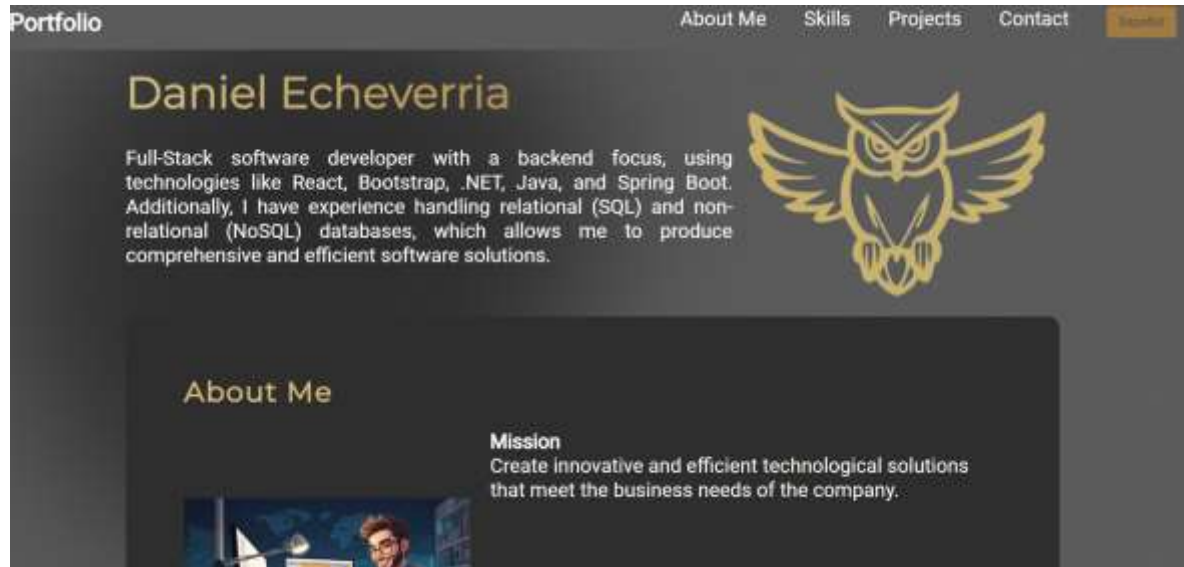 Portfolio
About Me Skills Projects Contact
Daniel Echeverria
Full-Stack software developer with a backend focus, using
technologies like React, Bootstrap, .NET, Java, and Spring Boot.
Additionally, I have experience handling relational (SQL) and non-
relational (NoSQL) databases, which allows me to produce
comprehensive and efficient software solutions.
About Me
Mission
Create innovative and efficient technological solutions
that meet the business needs of the company.